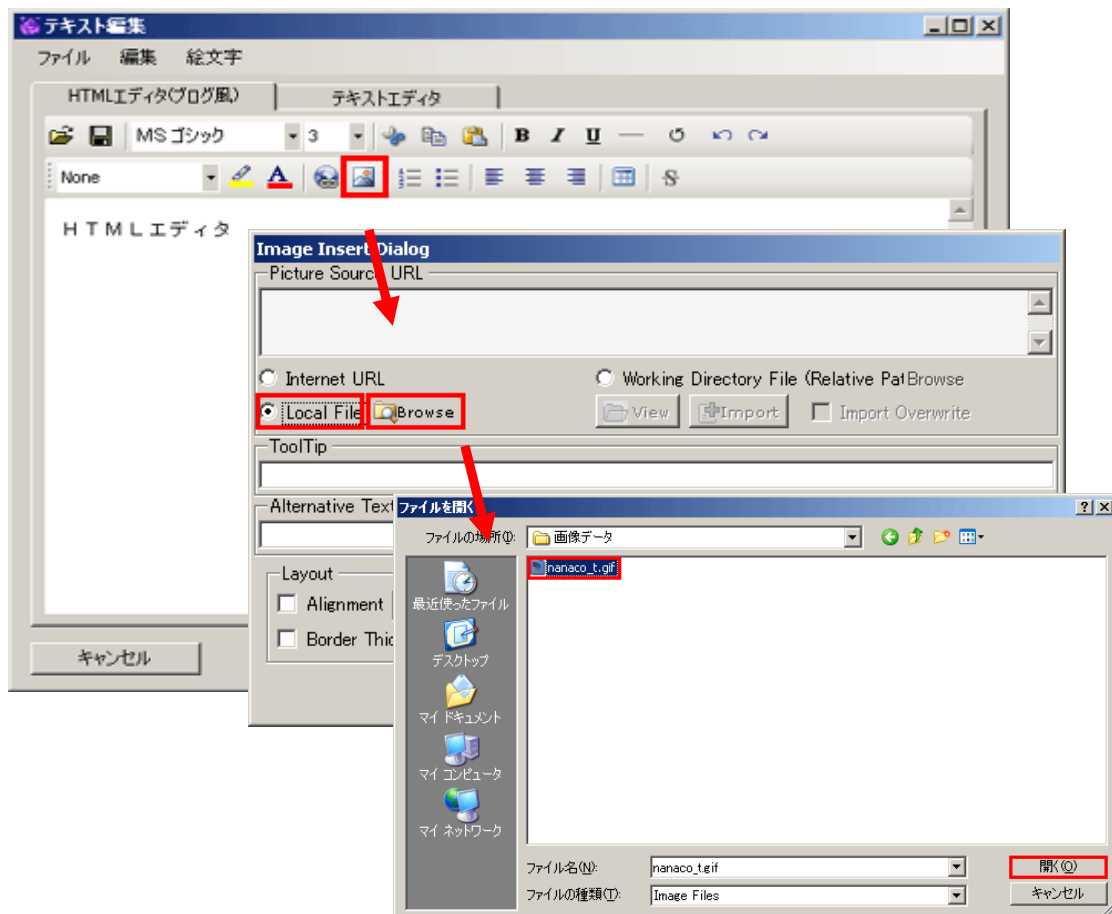 テキスト編集
ファイル 編集 絵文字
HTMLエディタ(ブログ風) テキストエディタ
MS ゴシック 3 B I U
None A S
HTMLエディタ
Image Insert Dialog
Picture Source URL
Internet URL Working Directory File (Relative Pat Browse
Local File Browse View Import Import Overwrite
ToolTip
Alternative Text
Layout
Alignment
Border Thic
キャンセル
ファイルを開く
ファイルの場所(I): 画像データ
nanaco_t.gif
最近使ったファイル
デスクトップ
マイ ドキュメント
マイ コンピュータ
マイ ネットワーク
ファイル名(N): nanaco_t.gif 開く(O)
ファイルの種類(T): Image Files キャンセル